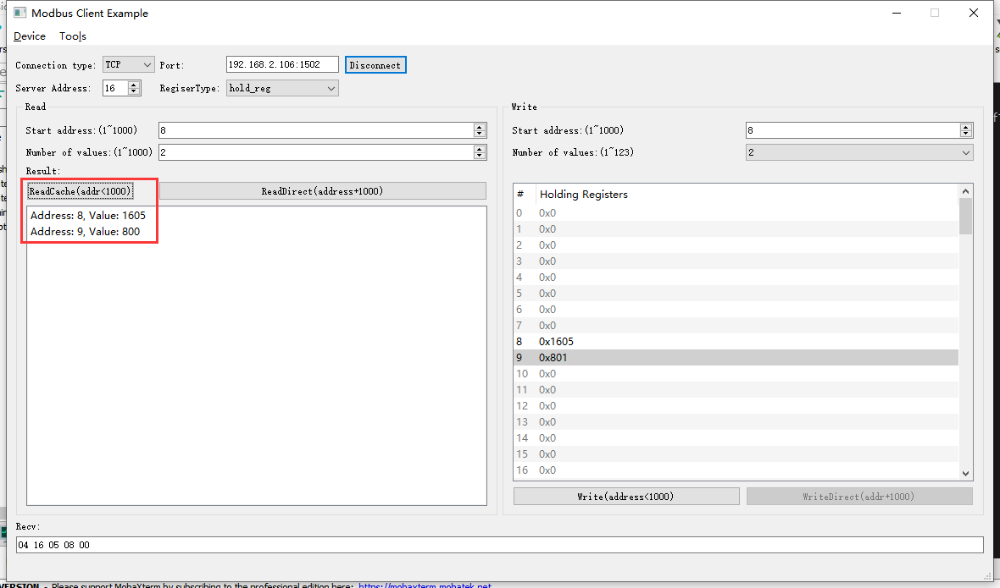 Modbus Client Example
Device Tools
Connection type: TCP Port: 192.168.2.106:1502 Disconnect
Server Address: 16 RegiserType: hold_reg
Read
Start address:(1~1000) 8
Number of values:(1~1000) 2
Result:
ReadCache(addr<1000) ReadDirect(address+1000)
Address: 8, Value: 1605
Address: 9, Value: 800
Write
Start address:(1~1000) 8
Number of values:(1~123) 2
# Holding Registers
0 0x0
1 0x0
2 0x0
3 0x0
4 0x0
5 0x0
6 0x0
7 0x0
8 0x1605
9 0x801
10 0x0
11 0x0
12 0x0
13 0x0
14 0x0
15 0x0
16 0x0
Write(address<1000) WriteDirect(addr+1000)
Recv:
04 16 05 08 00
VERSION - Please support MobaXterm by subscribing to the professional edition here: https://mobaxterm.mobatek.net